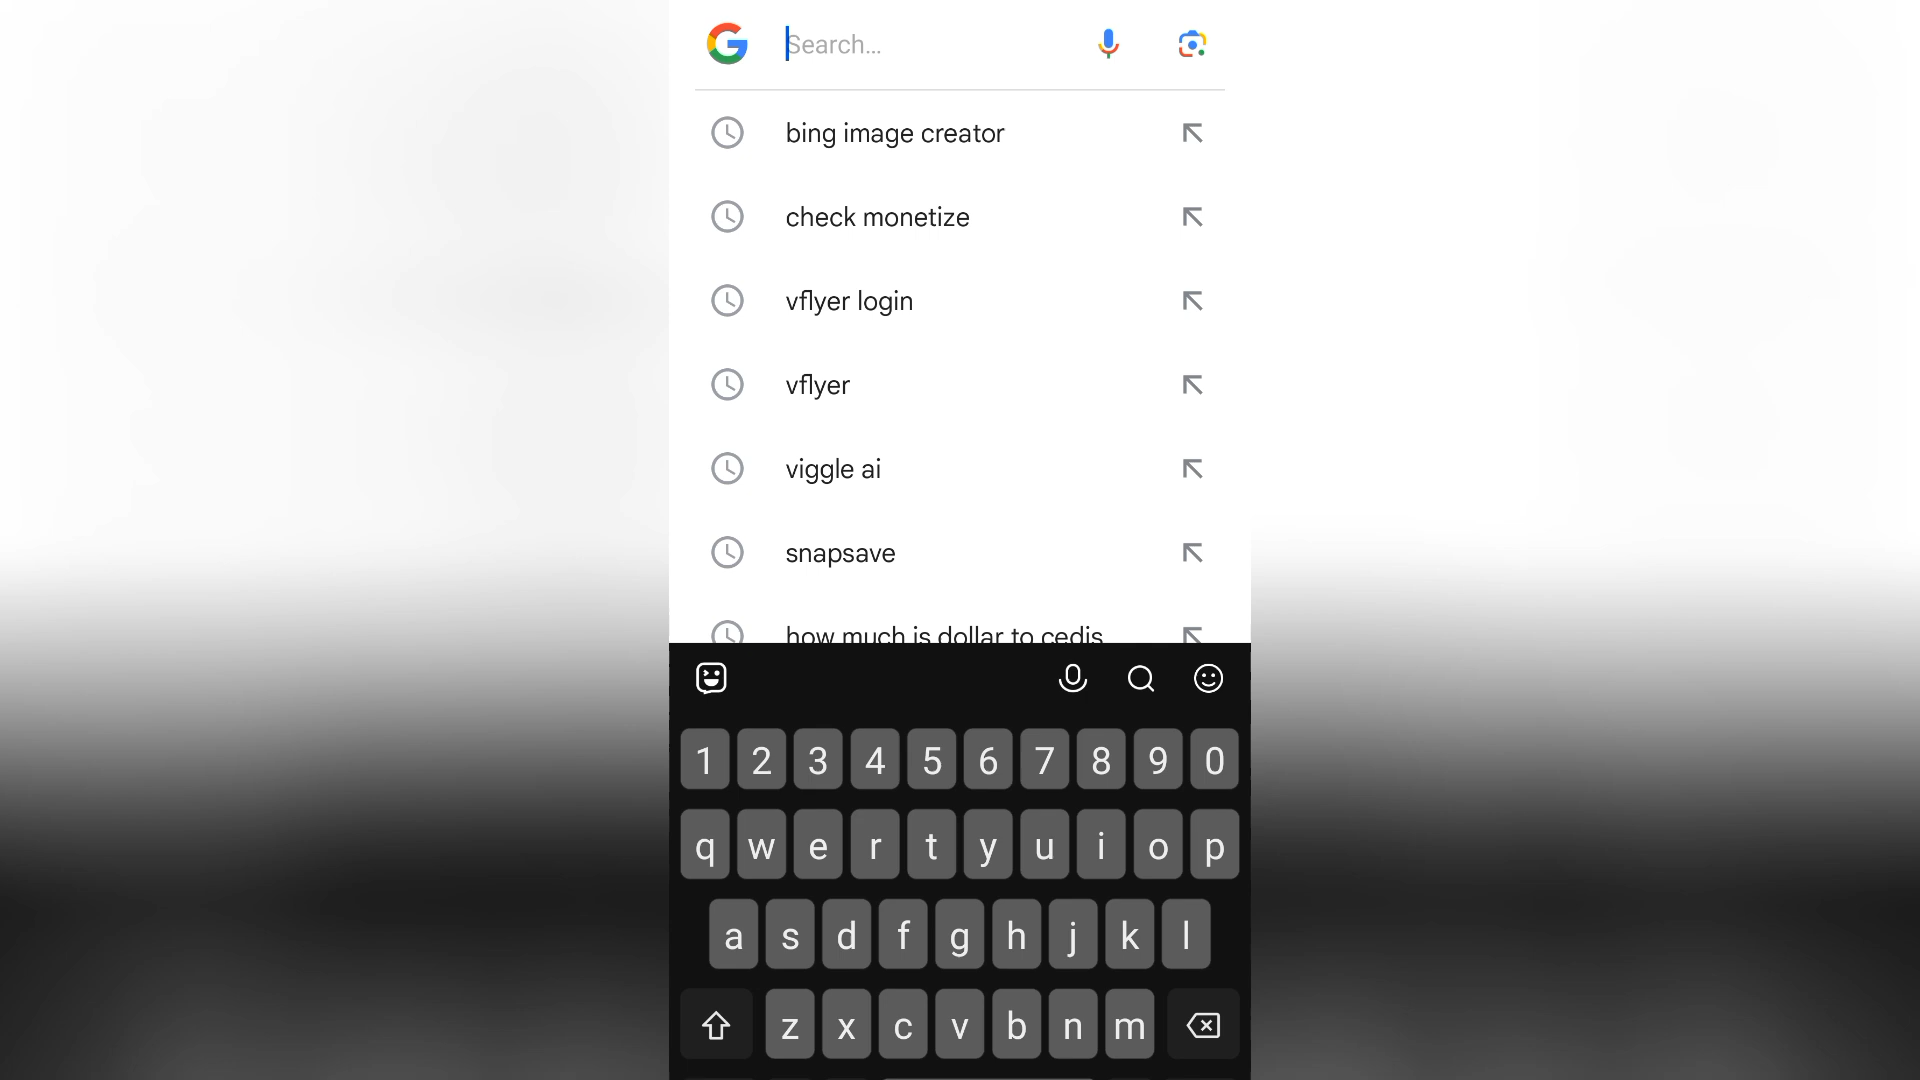 Search...
bing image creator
check monetize
vflyer login
vflyer
viggle ai
snapsave
how much is dollar to cedis
1 2 3 4 5 6 7 8 9 0
q w e r t y u i o p
a s d f g h j k l
z x c v b n m